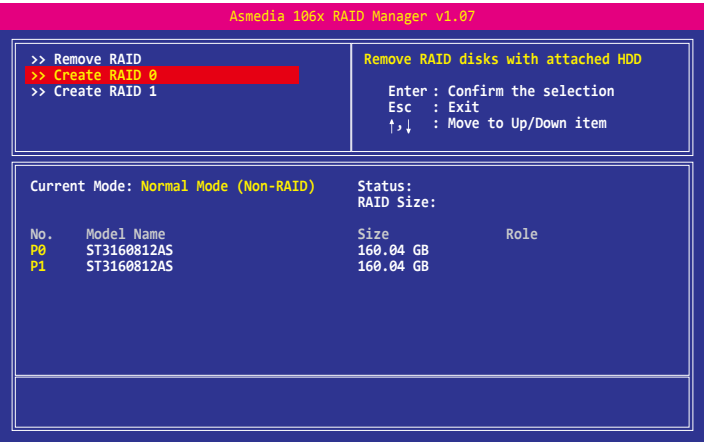 Asmedia 106x RAID Manager v1.07
>> Remove RAID
>> Create RAID 0
>> Create RAID 1
Remove RAID disks with attached HDD
Enter : Confirm the selection
Esc : Exit
↑,↓ : Move to Up/Down item
Current Mode: Normal Mode (Non-RAID) Status:
RAID Size:
No. Model Name Size Role
P0 ST3160812AS 160.04 GB
P1 ST3160812AS 160.04 GB